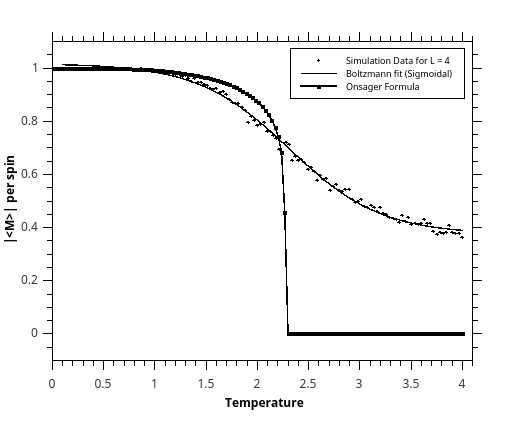 Simulation Data for L = 4
Boltzmann fit (Sigmoidal)
Onsager Formula
1
0.8
0.6
0.4
0.2
0
|<M>| per spin
0 0.5 1 1.5 2 2.5 3 3.5 4
Temperature